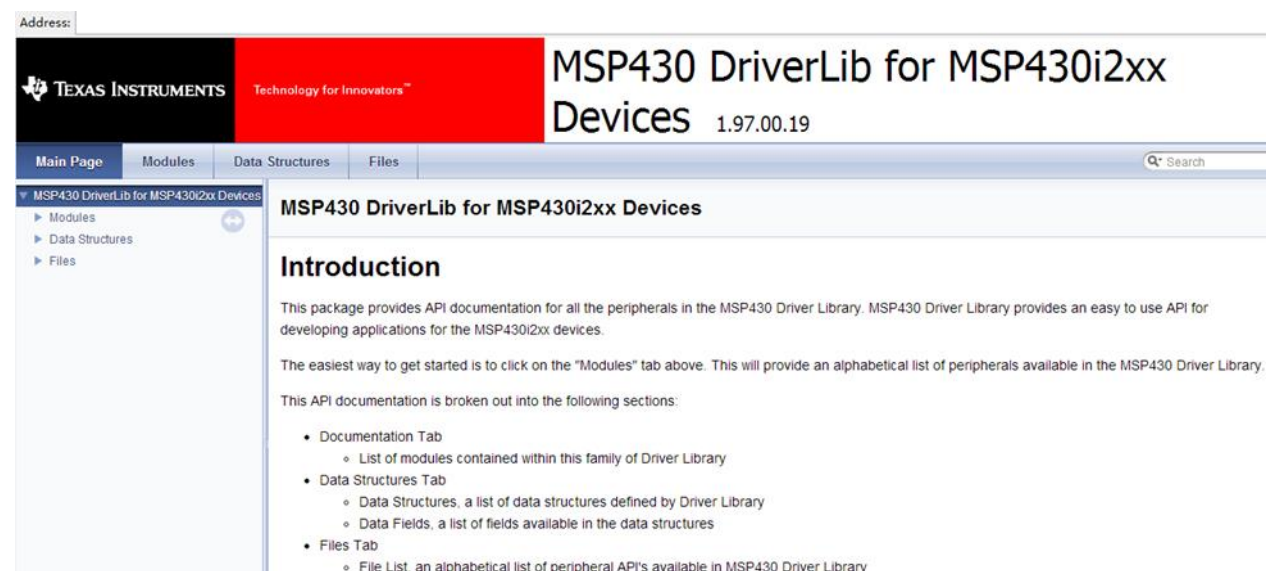 Address:
TEXAS INSTRUMENTS
Technology for Innovators™
MSP430 DriverLib for MSP430i2xx
Devices 1.97.00.19
Main Page Modules Data Structures Files
Search
MSP430 DriverLib for MSP430i2xx Devices
Modules
Data Structures
Files
MSP430 DriverLib for MSP430i2xx Devices
Introduction
This package provides API documentation for all the peripherals in the MSP430 Driver Library. MSP430 Driver Library provides an easy to use API for
developing applications for the MSP430i2xx devices.
The easiest way to get started is to click on the "Modules" tab above. This will provide an alphabetical list of peripherals available in the MSP430 Driver Library.
This API documentation is broken out into the following sections:
• Documentation Tab
◦ List of modules contained within this family of Driver Library
• Data Structures Tab
◦ Data Structures, a list of data structures defined by Driver Library
◦ Data Fields, a list of fields available in the data structures
• Files Tab
◦ File List, an alphabetical list of peripheral API's available in MSP430 Driver Library